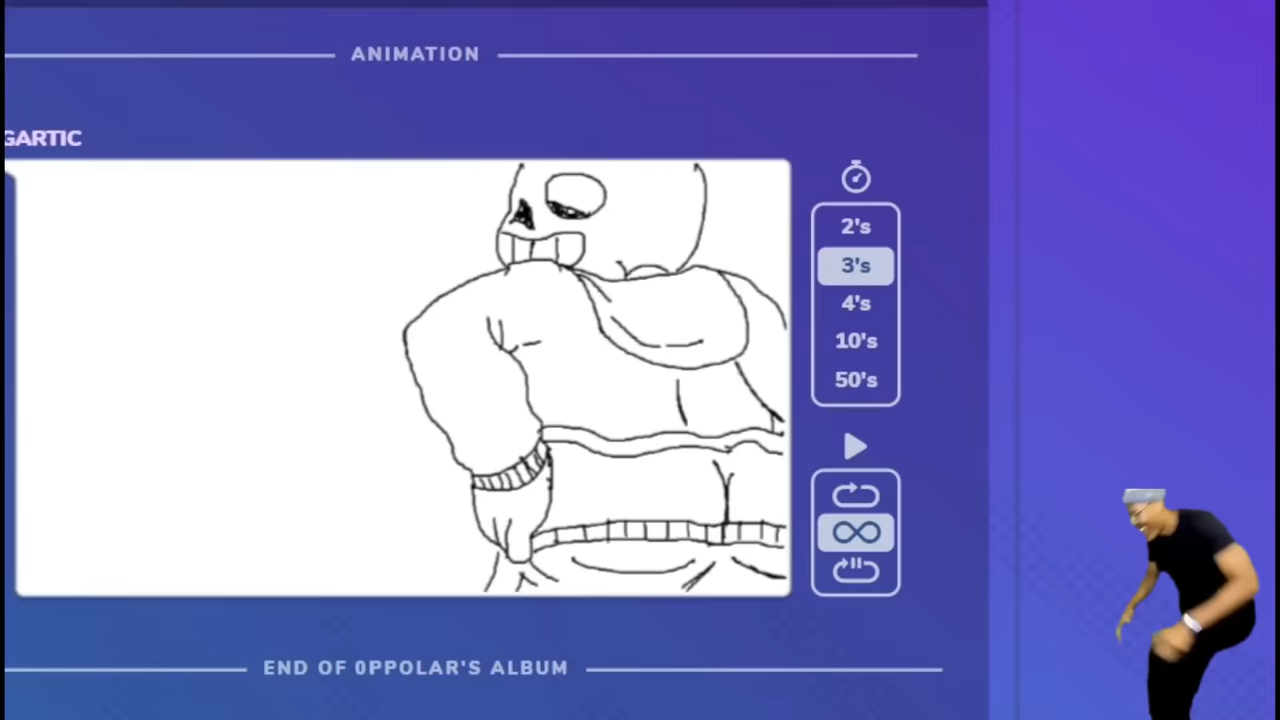 ANIMATION
GARTIC
2's
3's
4's
10's
50's
END OF 0PPOLAR'S ALBUM